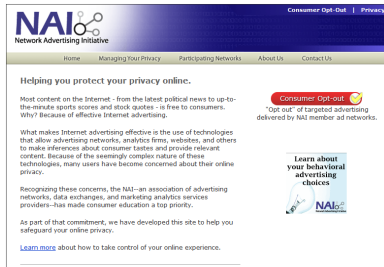 Consumer Opt-Out | Privacy
NAI
Network Advertising Initiative
Home Managing Your Privacy Participating Networks About Us Contact Us
Helping you protect your privacy online.
Most content on the Internet - from the latest political news to up-to-
the-minute sports scores and stock quotes - is free to consumers.
Why? Because of effective Internet advertising.
What makes Internet advertising effective is the use of technologies
that allow advertising networks, analytics firms, websites, and others
to make inferences about consumer tastes and provide relevant
content. Because of the seemingly complex nature of these
technologies, many users have become concerned about their online
privacy.
Recognizing these concerns, the NAI--an association of advertising
networks, data exchanges, and marketing analytics services
providers--has made consumer education a top priority.
As part of that commitment, we have developed this site to help you
safeguard your online privacy.
Learn more about how to take control of your online experience.
Consumer Opt-out
"Opt out" of targeted advertising
delivered by NAI member ad networks.
Learn about
your behavioral
advertising
choices
NAI